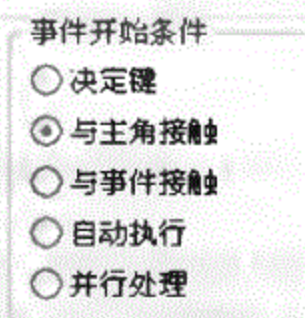 事件开始条件
决定键
与主角接触
与事件接触
自动执行
并行处理